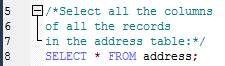 5 /*Select all the columns
6 of all the records
7 in the address table:*/
8 SELECT * FROM address;